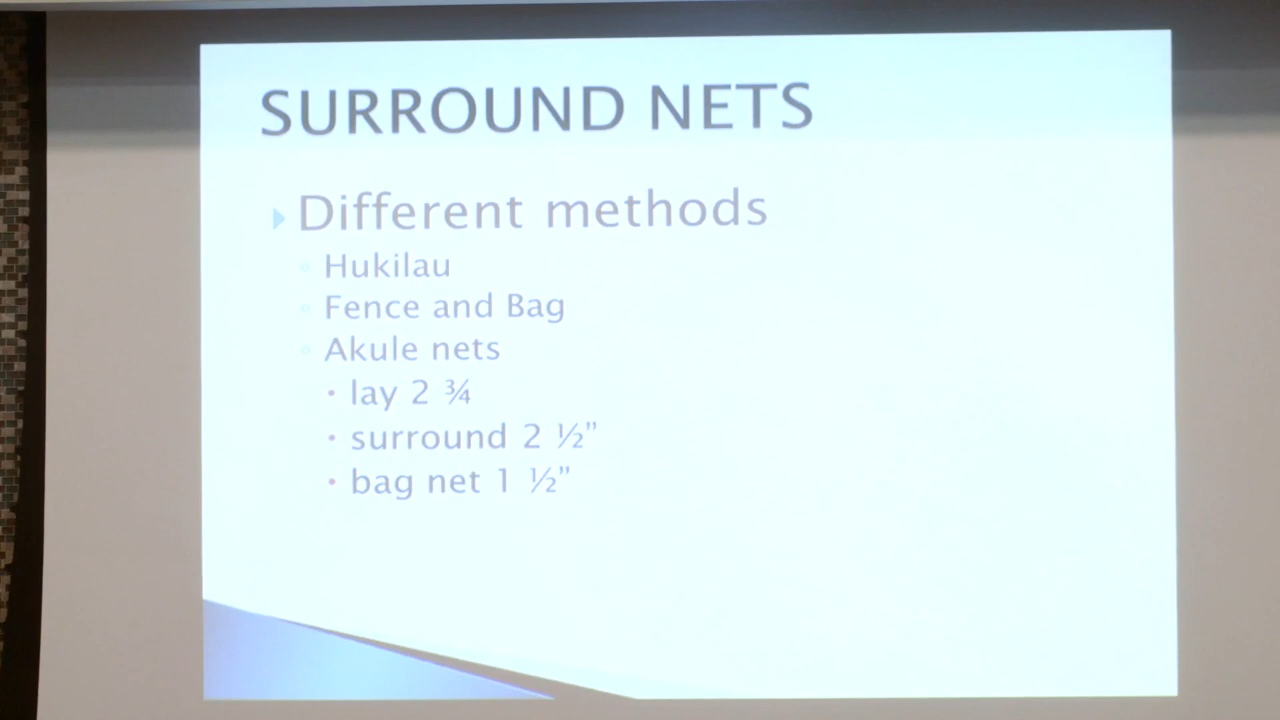 SURROUND NETS
Different methods
Hukilau
Fence and Bag
Akule nets
lay 2 ¾
surround 2 ½”
bag net 1 ½”